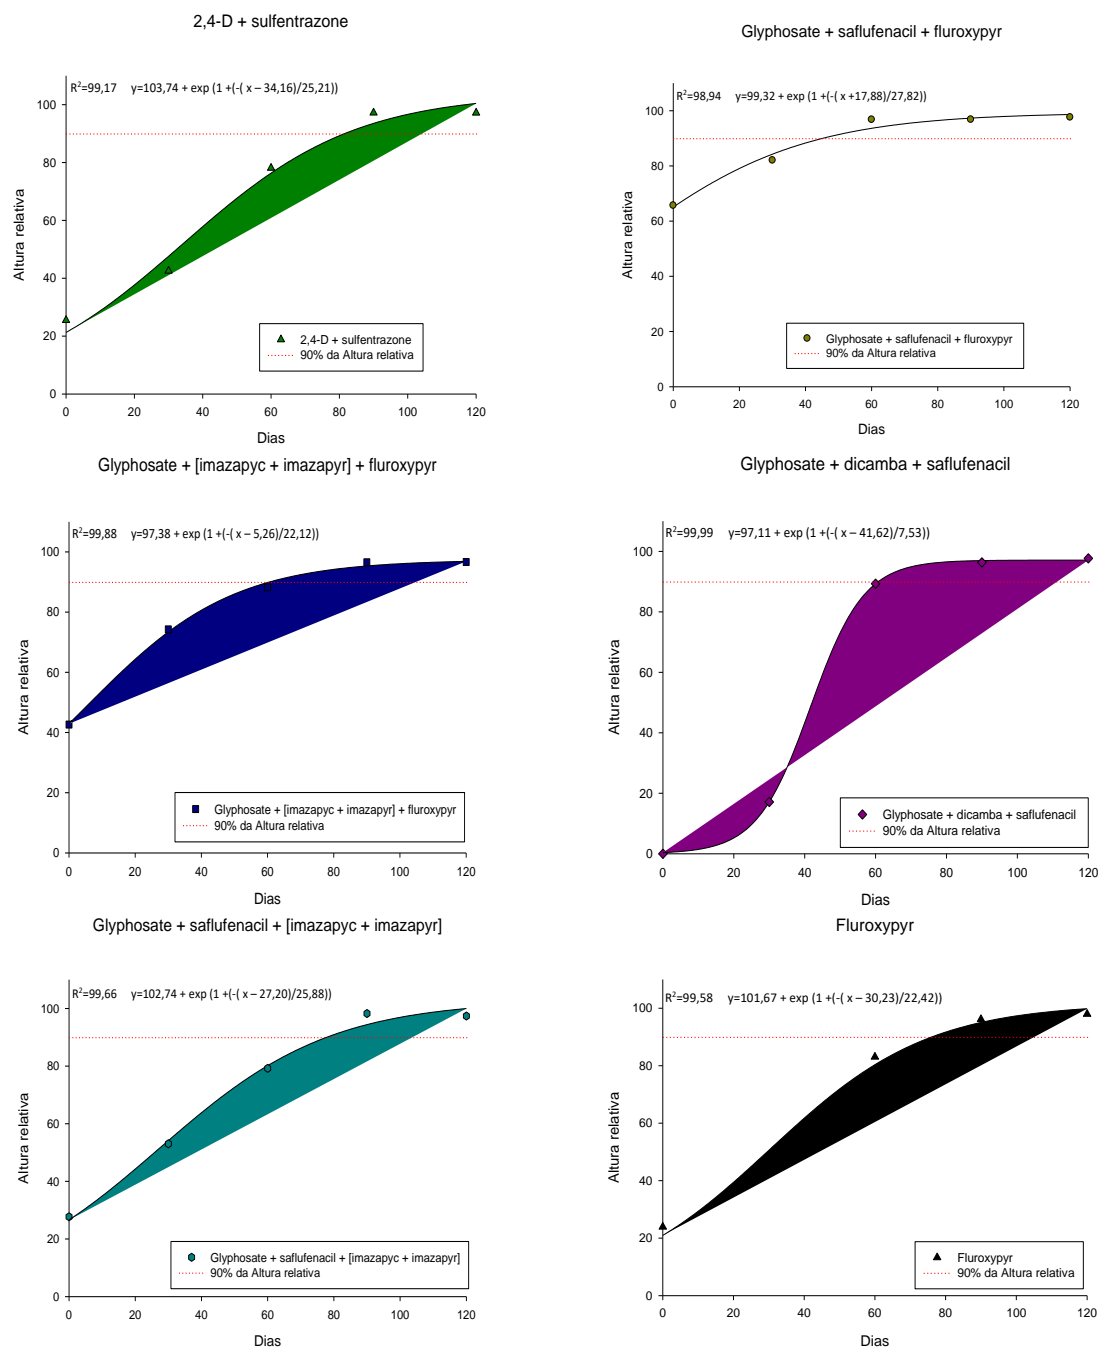 2,4-D + sulfentrazone
R²=99,17 y=103,74 + exp (1 +(-( x – 34,16)/25,21))
100
80
60
40
20
0
Altura relativa
2,4-D + sulfentrazone
90% da Altura relativa
0 20 40 60 80 100 120
Dias
Glyphosate + saflufenacil + fluroxypyr
R²=98,94 y=99,32 + exp (1 +(-( x +17,88)/27,82))
100
80
60
40
20
0
Altura relativa
Glyphosate + saflufenacil + fluroxypyr
90% da Altura relativa
0 20 40 60 80 100 120
Dias
Glyphosate + [imazapyc + imazapyr] + fluroxypyr
R²=99,88 y=97,38 + exp (1 +(-( x – 5,26)/22,12))
100
80
60
40
20
0
Altura relativa
Glyphosate + [imazapyc + imazapyr] + fluroxypyr
90% da Altura relativa
0 20 40 60 80 100 120
Dias
Glyphosate + dicamba + saflufenacil
R²=99,99 y=97,11 + exp (1 +(-( x – 41,62)/7,53))
100
80
60
40
20
0
Altura relativa
Glyphosate + dicamba + saflufenacil
90% da Altura relativa
0 20 40 60 80 100 120
Dias
Glyphosate + saflufenacil + [imazapyc + imazapyr]
R²=99,66 y=102,74 + exp (1 +(-( x – 27,20)/25,88))
100
80
60
40
20
0
Altura relativa
Glyphosate + saflufenacil + [imazapyc + imazapyr]
90% da Altura relativa
0 20 40 60 80 100 120
Dias
Fluroxypyr
R²=99,58 y=101,67 + exp (1 +(-( x – 30,23)/22,42))
100
80
60
40
20
0
Altura relativa
Fluroxypyr
90% da Altura relativa
0 20 40 60 80 100 120
Dias